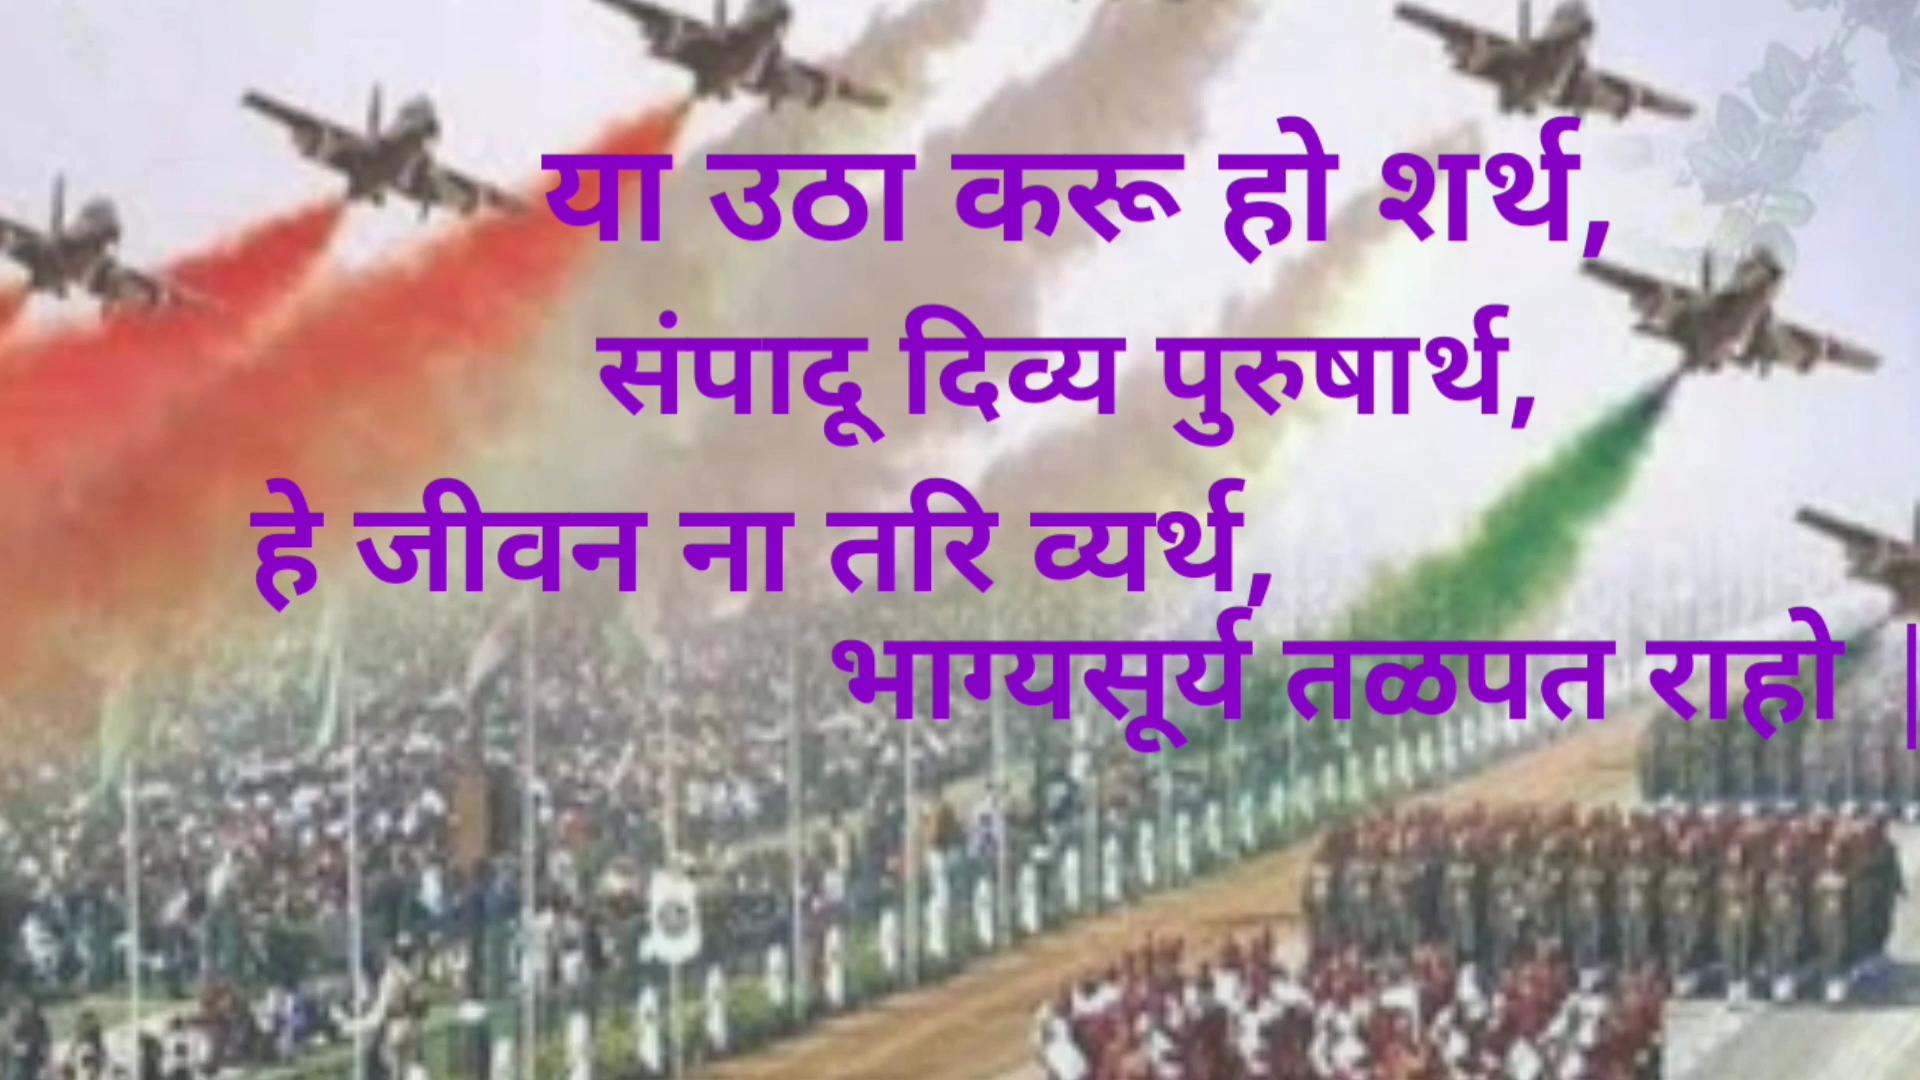 या उठा करू हो शर्थ,
संपादू दिव्य पुरुषार्थ,
हे जीवन ना तरि व्यर्थ,
भाग्यसूर्य तळपत राहो |